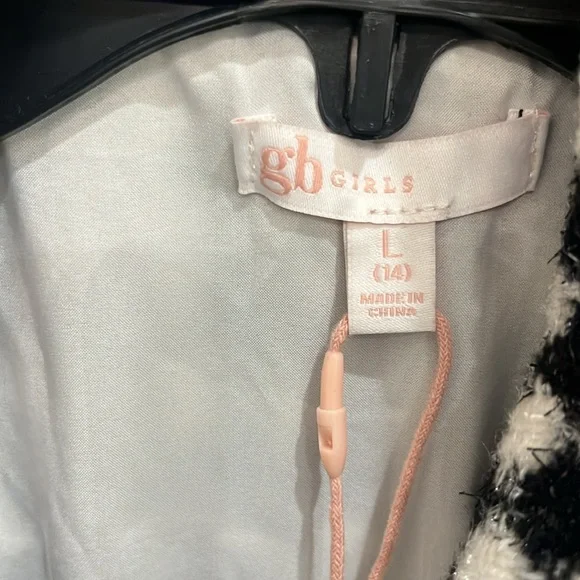 gb GIRLS
L
(14)
MADE IN
CHINA